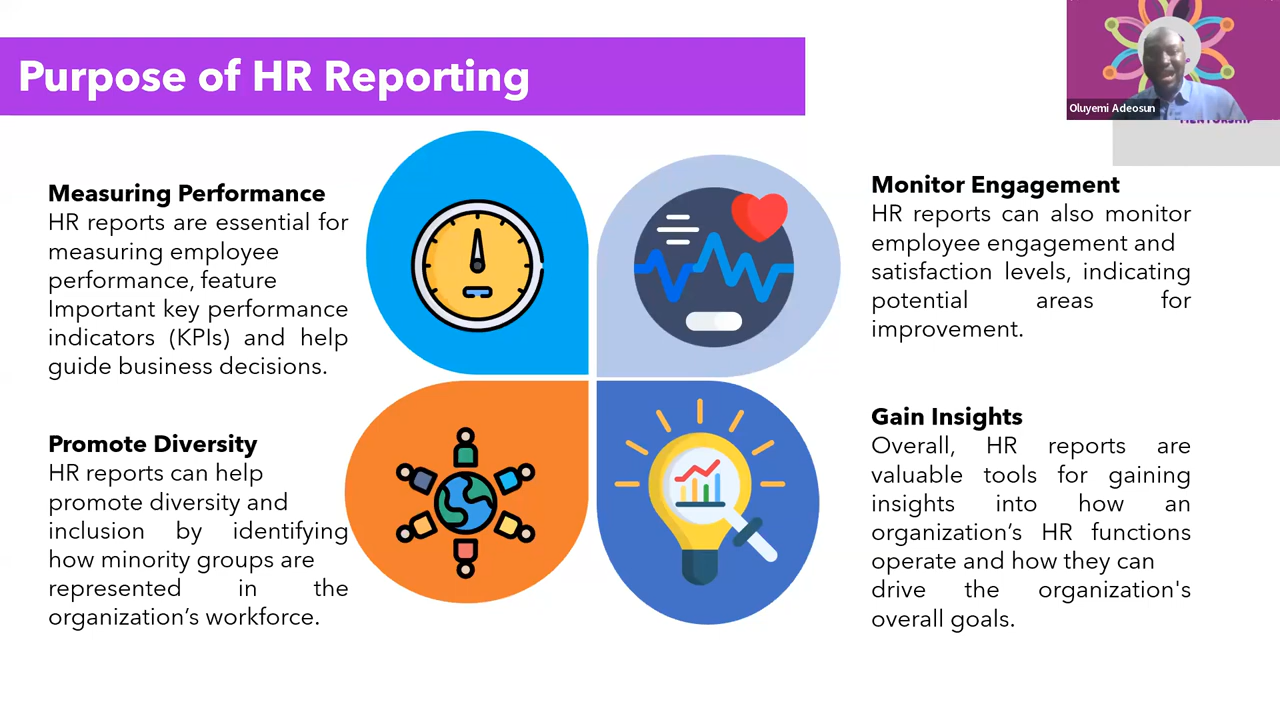 Purpose of HR Reporting
Oluyemi Adeosun
Measuring Performance
HR reports are essential for
measuring employee
performance, feature
Important key performance
indicators (KPIs) and help
guide business decisions.
Promote Diversity
HR reports can help
promote diversity and
inclusion by identifying
how minority groups are
represented in the
organization’s workforce.
Monitor Engagement
HR reports can also monitor
employee engagement and
satisfaction levels, indicating
potential areas for
improvement.
Gain Insights
Overall, HR reports are
valuable tools for gaining
insights into how an
organization’s HR functions
operate and how they can
drive the organization's
overall goals.